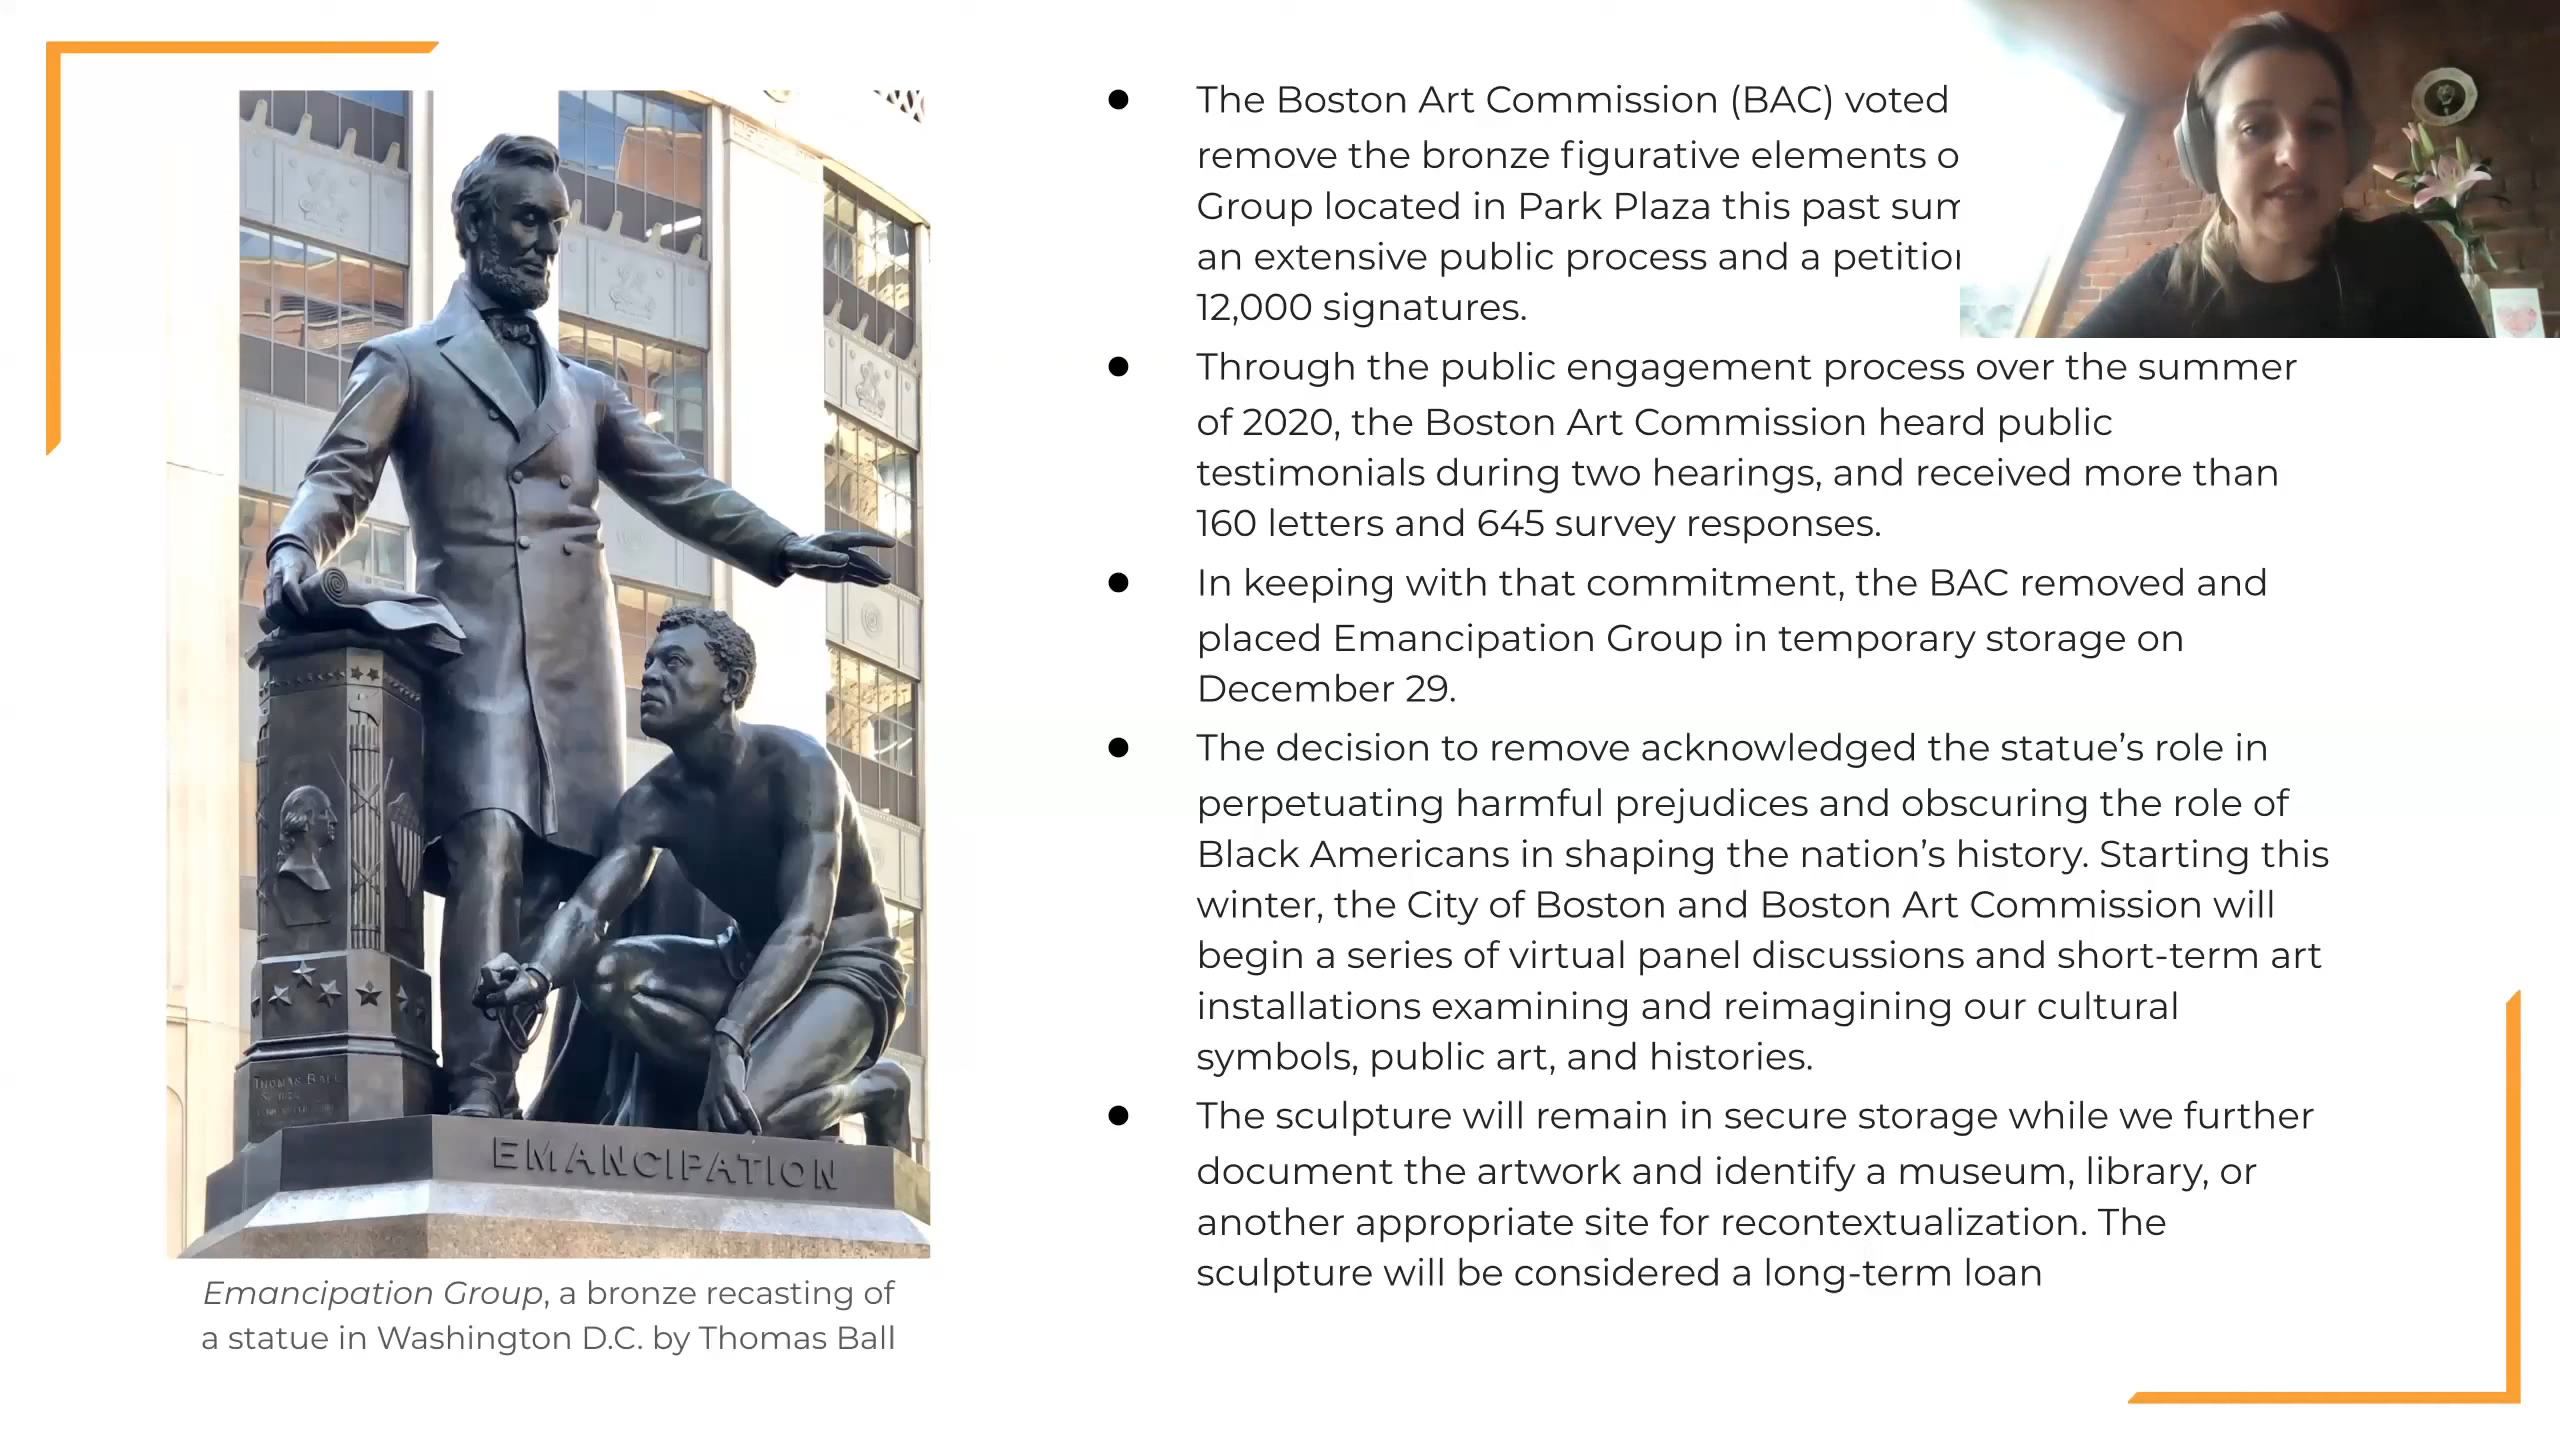 The Boston Art Commission (BAC) voted
remove the bronze figurative elements
Group located in Park Plaza this past
an extensive public process and a
12,000 signatures.
Through the public engagement process over the summer
of 2020, the Boston Art Commission heard public
testimonials during two hearings, and received more than
160 letters and 645 survey responses.
In keeping with that commitment, the BAC removed and
placed Emancipation Group in temporary storage on
December 29.
The decision to remove acknowledged the statue’s role in
perpetuating harmful prejudices and obscuring the role of
Black Americans in shaping the nation’s history. Starting this
winter, the City of Boston and Boston Art Commission will
begin a series of virtual panel discussions and short-term art
installations examining and reimagining our cultural
symbols, public art, and histories.
The sculpture will remain in secure storage while we further
document the artwork and identify a museum, library, or
another appropriate site for recontextualization. The
sculpture will be considered a long-term loan
THOMAS BALL
EMANCIPATION
Emancipation Group, a bronze recasting of
a statue in Washington D.C. by Thomas Ball